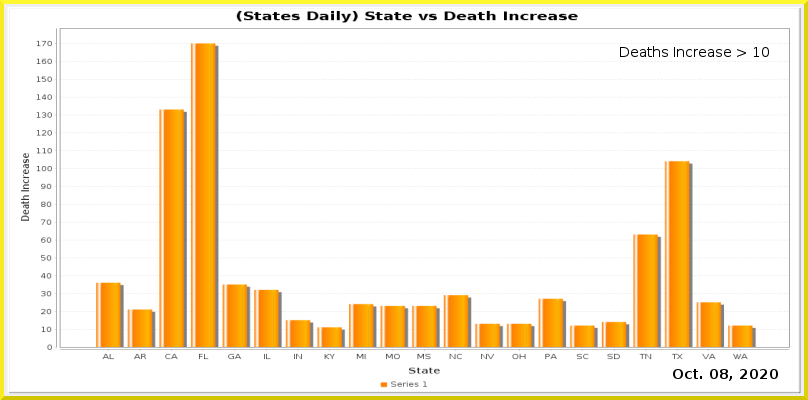 (States Daily) State vs Death Increase
Deaths Increase > 10
Death Increase
170
160
150
140
130
120
110
100
90
80
70
60
50
40
30
20
10
0
AL AR CA FL GA IL IN KY MI MO MS NC NV OH PA SC SD TN TX VA WA
State
Series 1
Oct. 08, 2020